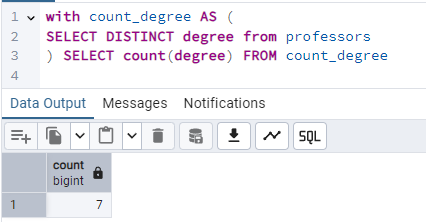 1 with count_degree AS (
2 SELECT DISTINCT degree from professors
3 ) SELECT count(degree) FROM count_degree
4
Data Output Messages Notifications
SQL
count
bigint
1 7